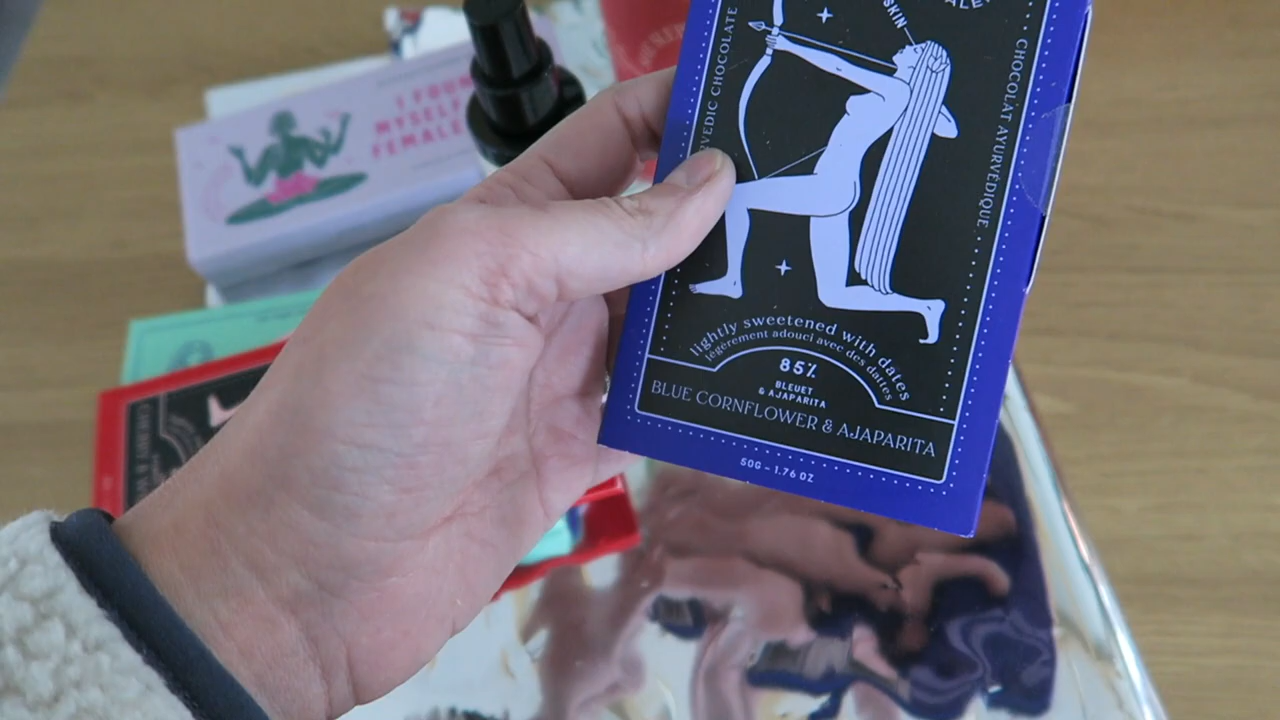 I FOUND
MYSELF
FEMALE
SKIN
CHOCOLAT AYURVÉDIQUE
CHOCOLATE
lightly sweetened with dates
légèrement adouci avec des dattes
85%
BLEUET
& AJAPARITA
BLUE CORNFLOWER & AJAPARITA
50G - 1.76 OZ